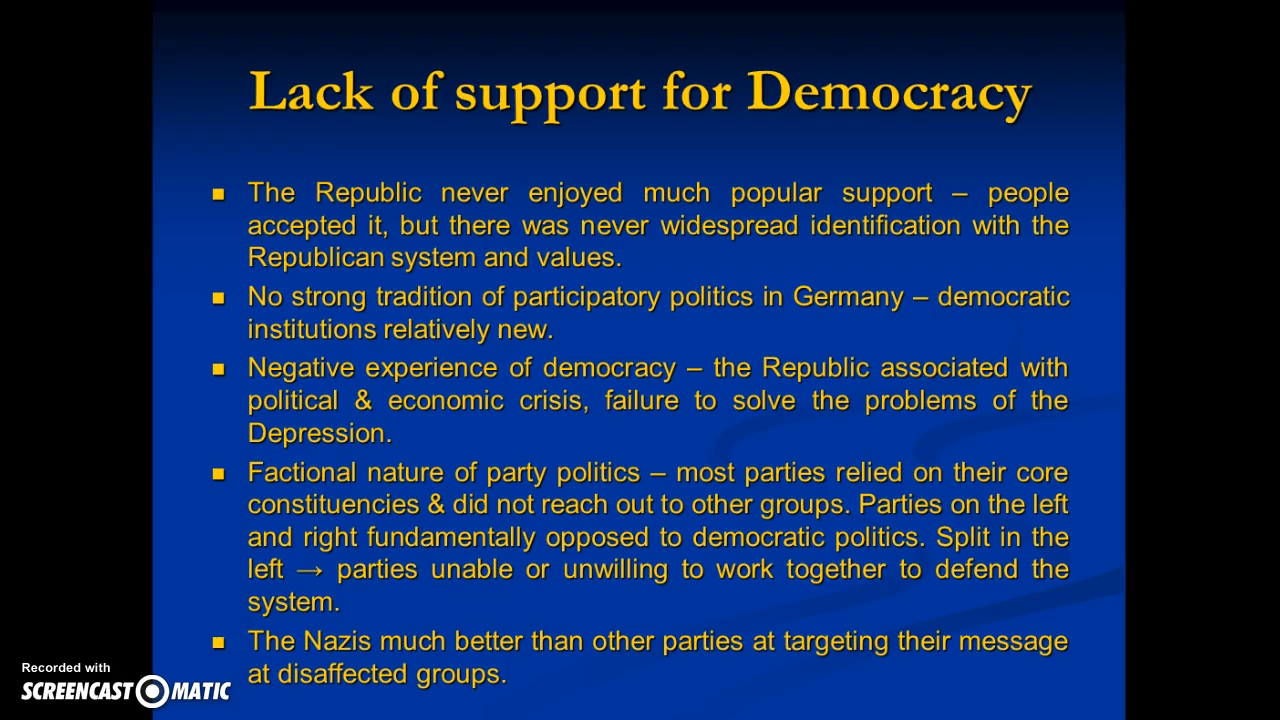 Lack of support for Democracy
The Republic never enjoyed much popular support – people
accepted it, but there was never widespread identification with the
Republican system and values.
No strong tradition of participatory politics in Germany – democratic
institutions relatively new.
Negative experience of democracy – the Republic associated with
political & economic crisis, failure to solve the problems of the
Depression.
Factional nature of party politics – most parties relied on their core
constituencies & did not reach out to other groups. Parties on the left
and right fundamentally opposed to democratic politics. Split in the
left → parties unable or unwilling to work together to defend the
system.
The Nazis much better than other parties at targeting their message
at disaffected groups.
Recorded with
SCREENCAST O MATIC